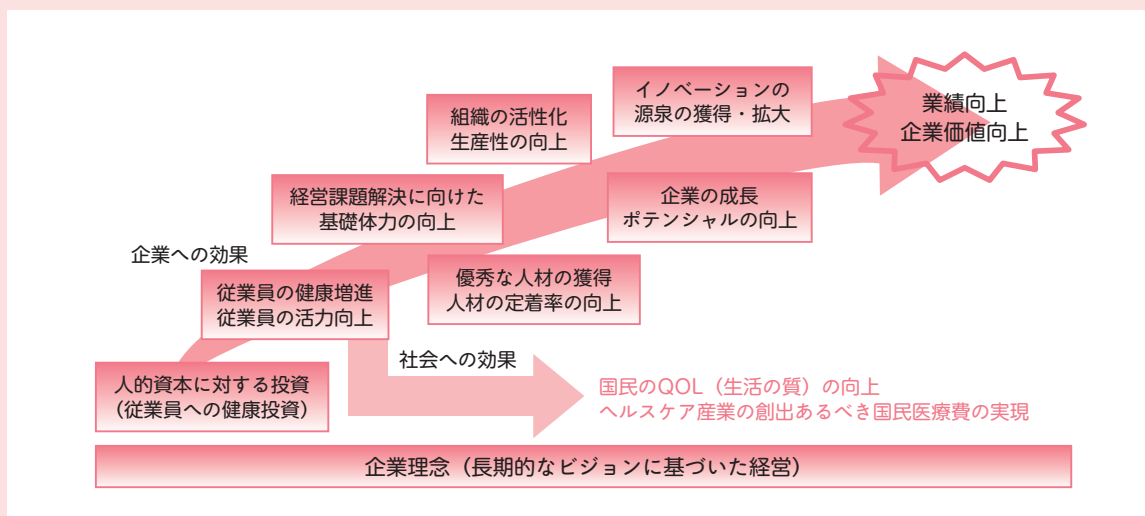 イノベーションの
源泉の獲得・拡大
業績向上
企業価値向上
組織の活性化
生産性の向上
経営課題解決に向けた
基礎体力の向上
企業の成長
ポテンシャルの向上
企業への効果
従業員の健康増進
従業員の活力向上
優秀な人材の獲得
人材の定着率の向上
社会への効果
人的資本に対する投資
(従業員への健康投資)
国民のQOL(生活の質)の向上
ヘルスケア産業の創出あるべき国民医療費の実現
企業理念(長期的なビジョンに基づいた経営)